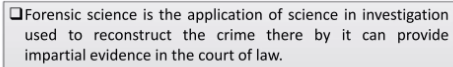 ❑Forensic science is the application of science in investigation
used to reconstruct the crime there by it can provide
impartial evidence in the court of law.